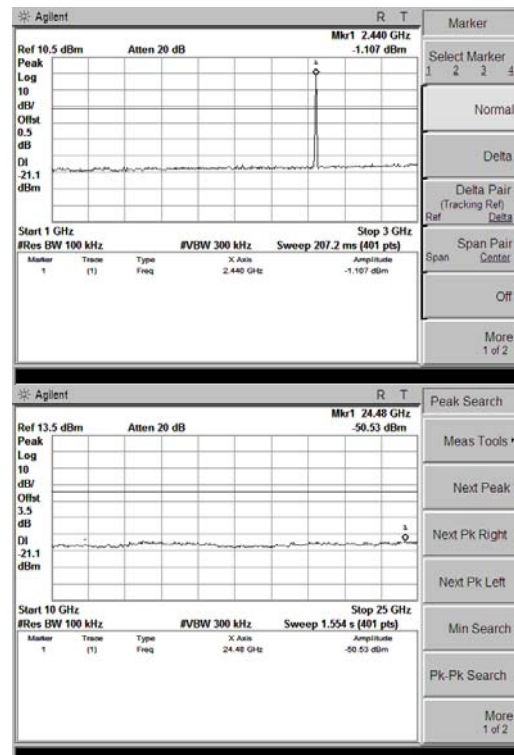 Agilent R T Marker
Mkr1 2.440 GHz
Ref 10.5 dBm Atten 20 dB -1.107 dBm
Peak
Log
10
dB/
Offst
0.5
dB
DI
-21.1
dBm
1
Start 1 GHz Stop 3 GHz
#Res BW 100 kHz #VBW 300 kHz Sweep 207.2 ms (401 pts)
Marker Trace Type X Axis Amplitude
1 (1) Freq 2.440 GHz -1.107 dBm
Select Marker
1 2 3 4
Normal
Delta
Delta Pair
(Tracking Ref)
Ref Delta
Span Pair
Span Center
Off
More
1 of 2
Agilent R T Peak Search
Mkr1 24.48 GHz
Ref 13.5 dBm Atten 20 dB -50.53 dBm
Peak
Log
10
dB/
Offst
3.5
dB
DI
-21.1
dBm
1
Start 10 GHz Stop 25 GHz
#Res BW 100 kHz #VBW 300 kHz Sweep 1.554 s (401 pts)
Marker Trace Type X Axis Amplitude
1 (1) Freq 24.48 GHz -50.53 dBm
Meas Tools
Next Peak
Next Pk Right
Next Pk Left
Min Search
Pk-Pk Search
More
1 of 2